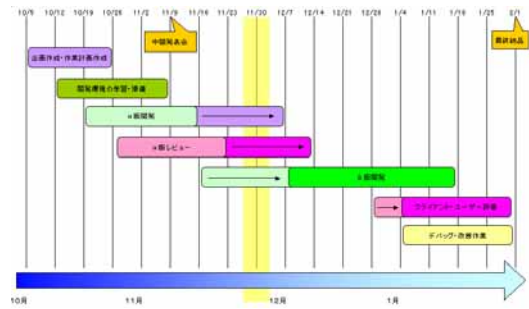 10/5 10/12 10/19 10/26 11/2 11/9 11/16 11/23 11/30 12/7 12/14 12/21 12/28 1/4 1/11 1/18 1/25 2/1
中間発表会
最終納品
企画作成・作業計画作成
開発環境の学習・準備
α版開発
α版レビュー
β版開発
クライアント・ユーザー評価
デバッグ・改善作業
10月 11月 12月 1月